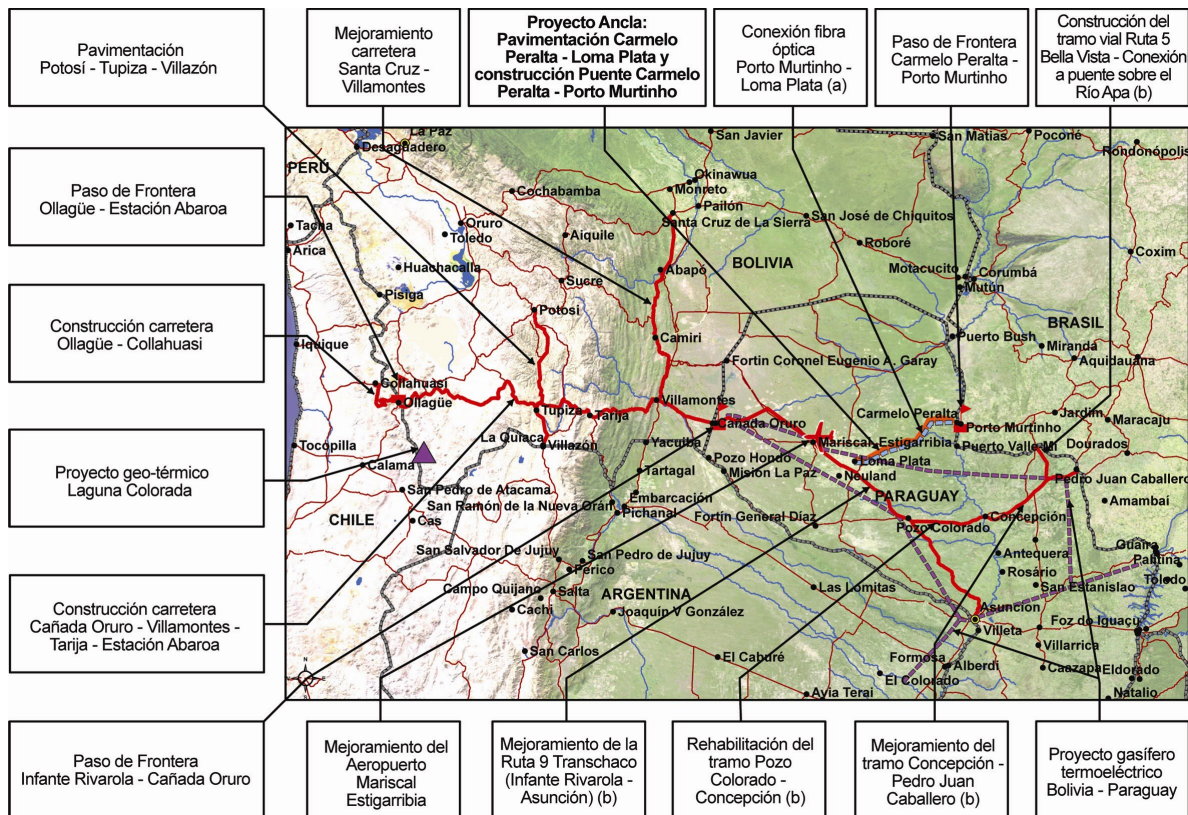 Pavimentación
Potosí - Tupiza - Villazón
Mejoramiento
carretera
Santa Cruz -
Villamontes
Proyecto Ancla:
Pavimentación Carmelo
Peralta - Loma Plata y
construcción Puente Carmelo
Peralta - Porto Murtinho
Conexión fibra
óptica
Porto Murtinho -
Loma Plata (a)
Paso de Frontera
Carmelo Peralta -
Porto Murtinho
Construcción del
tramo vial Ruta 5
Bella Vista - Conexión
a puente sobre el
Río Apa (b)
Paso de Frontera
Ollagüe - Estación Abaroa
Construcción carretera
Ollagüe - Collahuasi
Proyecto geo-térmico
Laguna Colorada
Construcción carretera
Cañada Oruro - Villamontes -
Tarija - Estación Abaroa
Paso de Frontera
Infante Rivarola - Cañada Oruro
La Paz
Desaguadero
San Javier
San Matias
Poconé
Rondonópolis
PERÚ
Okinawua
Monreto
Cochabamba
Pailón
Santa Cruz de La Sierra
San José de Chiquitos
Tacna
Oruro
Toledo
Aiquile
Arica
Roboré
Coxim
Huachacalla
Abapó
BOLIVIA
Motacucito
Corumbá
Mutún
Sucre
Pisiga
Potosi
BRASIL
Iquique
Camiri
Puerto Bush
Miranda
Aquidauana
Fortin Coronel Eugenio A. Garay
Collahuasi
Ollagüe
Villamontes
Tupiza
Tarija
Carmelo Peralta
Jardim
Maracaju
Cañada Oruro
Porto Murtinho
Tocopilla
La Quiaca
Villazón
Yacuiba
Mariscal Estigarribia
Puerto Valle Mi
Dourados
Calama
Pozo Hondo
Loma Plata
Tartagal
Misión La Paz
Neuland
Pedro Juan Caballero
San Pedro de Atacama
Embarcación
PARAGUAY
Amambaí
San Ramón de la Nueva Orán
Pichanal
CHILE
Cas
Fortín General Díaz
Pozo Colorado
Concepción
San Salvador De Jujuy
San Pedro de Jujuy
Antequera
Guaira
Perico
Rosário
Palitina
Campo Quijano
Salta
Las Lomitas
San Estanislao
Toledo
ARGENTINA
Cachi
Joaquín V González
Asunción
Villeta
Foz do Iguaçú
San Carlos
El Caburé
Villarrica
Formosa
Alberdi
Caazapa
Eldorado
El Colorado
Avia Terai
Natalio
N
Mejoramiento del
Aeropuerto
Mariscal
Estigarribia
Mejoramiento de la
Ruta 9 Transchaco
(Infante Rivarola -
Asunción) (b)
Rehabilitación del
tramo Pozo
Colorado -
Concepción (b)
Mejoramiento del
tramo Concepción -
Pedro Juan
Caballero (b)
Proyecto gasífero
termoeléctrico
Bolivia - Paraguay